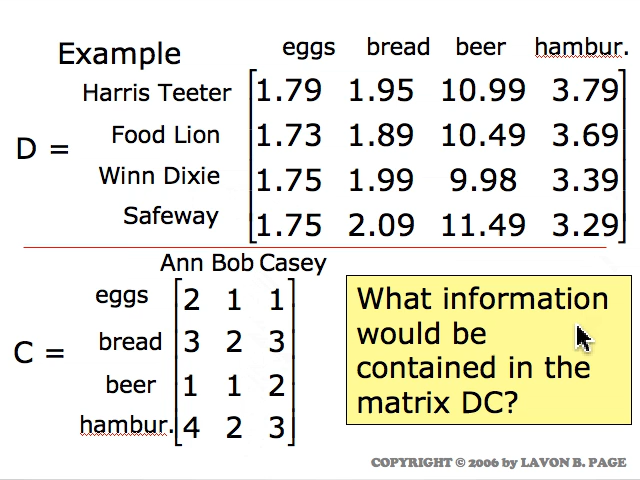 Example eggs bread beer hambur.
Harris Teeter 1.79 1.95 10.99 3.79
D = Food Lion 1.73 1.89 10.49 3.69
Winn Dixie 1.75 1.99 9.98 3.39
Safeway 1.75 2.09 11.49 3.29
Ann Bob Casey
eggs 2 1 1
bread 3 2 3
C =
beer 1 1 2
hambur. 4 2 3
What information
would be
contained in the
matrix DC?
COPYRIGHT © 2006 by LAVON B. PAGE